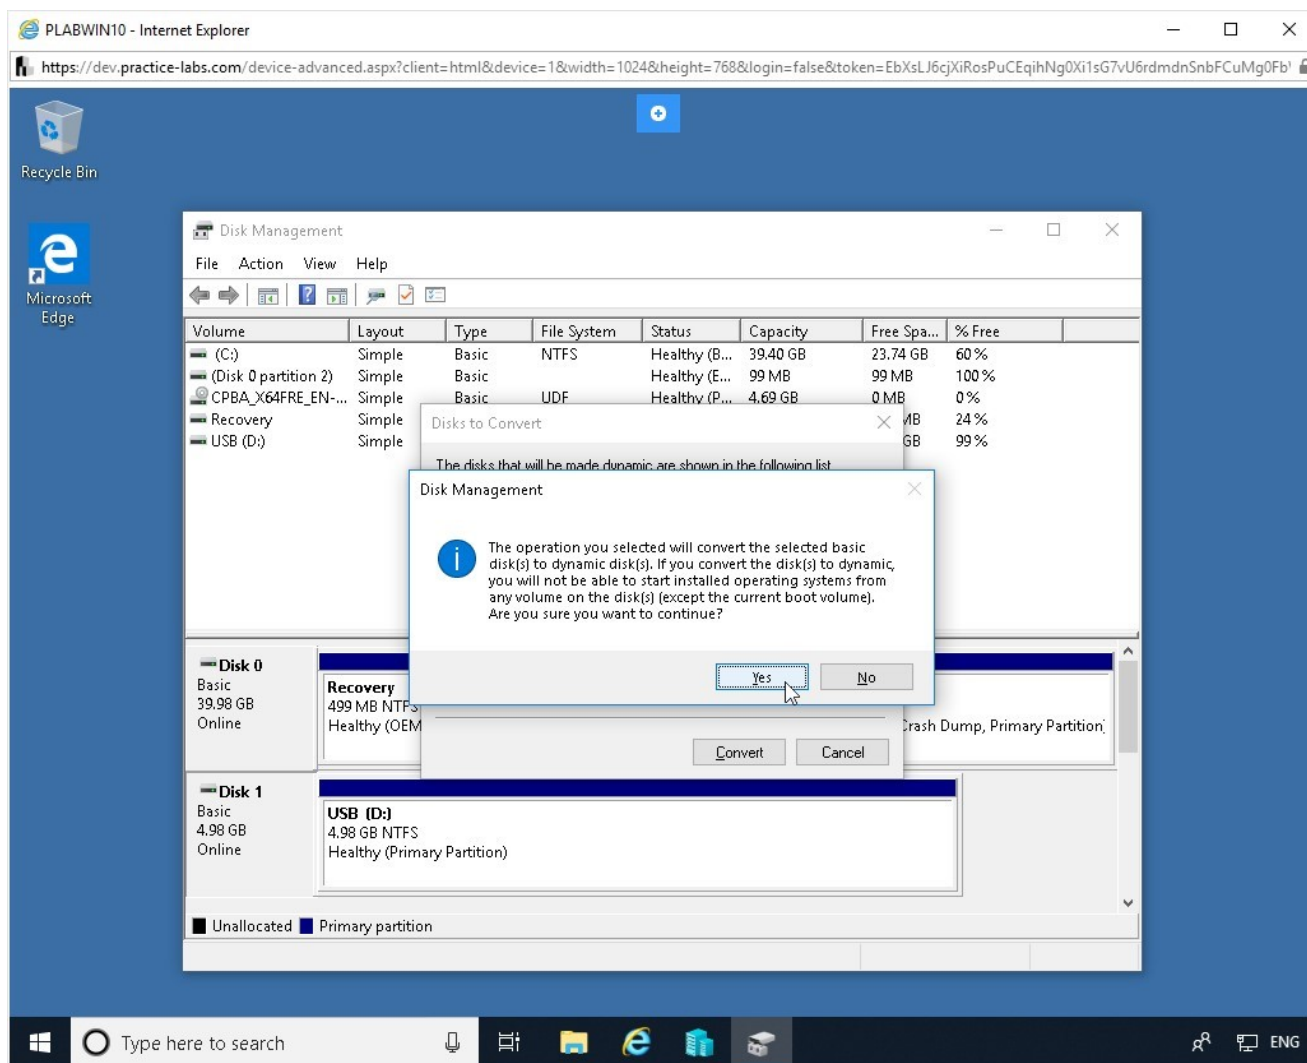 PLABWIN10 - Internet Explorer
https://dev.practice-labs.com/device-advanced.aspx?client=html&device=1&width=1024&height=768&login=false&token=EbXsLJ6cjXiRosPuCEqihNg0Xi1sG7vU6rdmdnSnbFCuMg0Fb
Recycle Bin
Microsoft
Edge
Disk Management
File Action View Help
Volume Layout Type File System Status Capacity Free Spa... % Free
(C:) Simple Basic NTFS Healthy (B... 39.40 GB 23.74 GB 60 %
(Disk 0 partition 2) Simple Basic Healthy (E... 99 MB 99 MB 100 %
CPBA_X64FRE_EN-... Simple Basic UDF Healthy (P... 4.69 GB 0 MB 0 %
Recovery Simple MB 24 %
USB (D:) Simple GB 99 %
Disks to Convert
The disks that will be made dynamic are shown in the following list
Disk Management
The operation you selected will convert the selected basic
disk(s) to dynamic disk(s). If you convert the disk(s) to dynamic,
you will not be able to start installed operating systems from
any volume on the disk(s) (except the current boot volume).
Are you sure you want to continue?
Yes No
Convert Cancel
Disk 0
Basic
39.98 GB
Online
Recovery
499 MB NTFS
Healthy (OEM
Crash Dump, Primary Partition
Disk 1
Basic
4.98 GB
Online
USB (D:)
4.98 GB NTFS
Healthy (Primary Partition)
Unallocated Primary partition
Type here to search
ENG